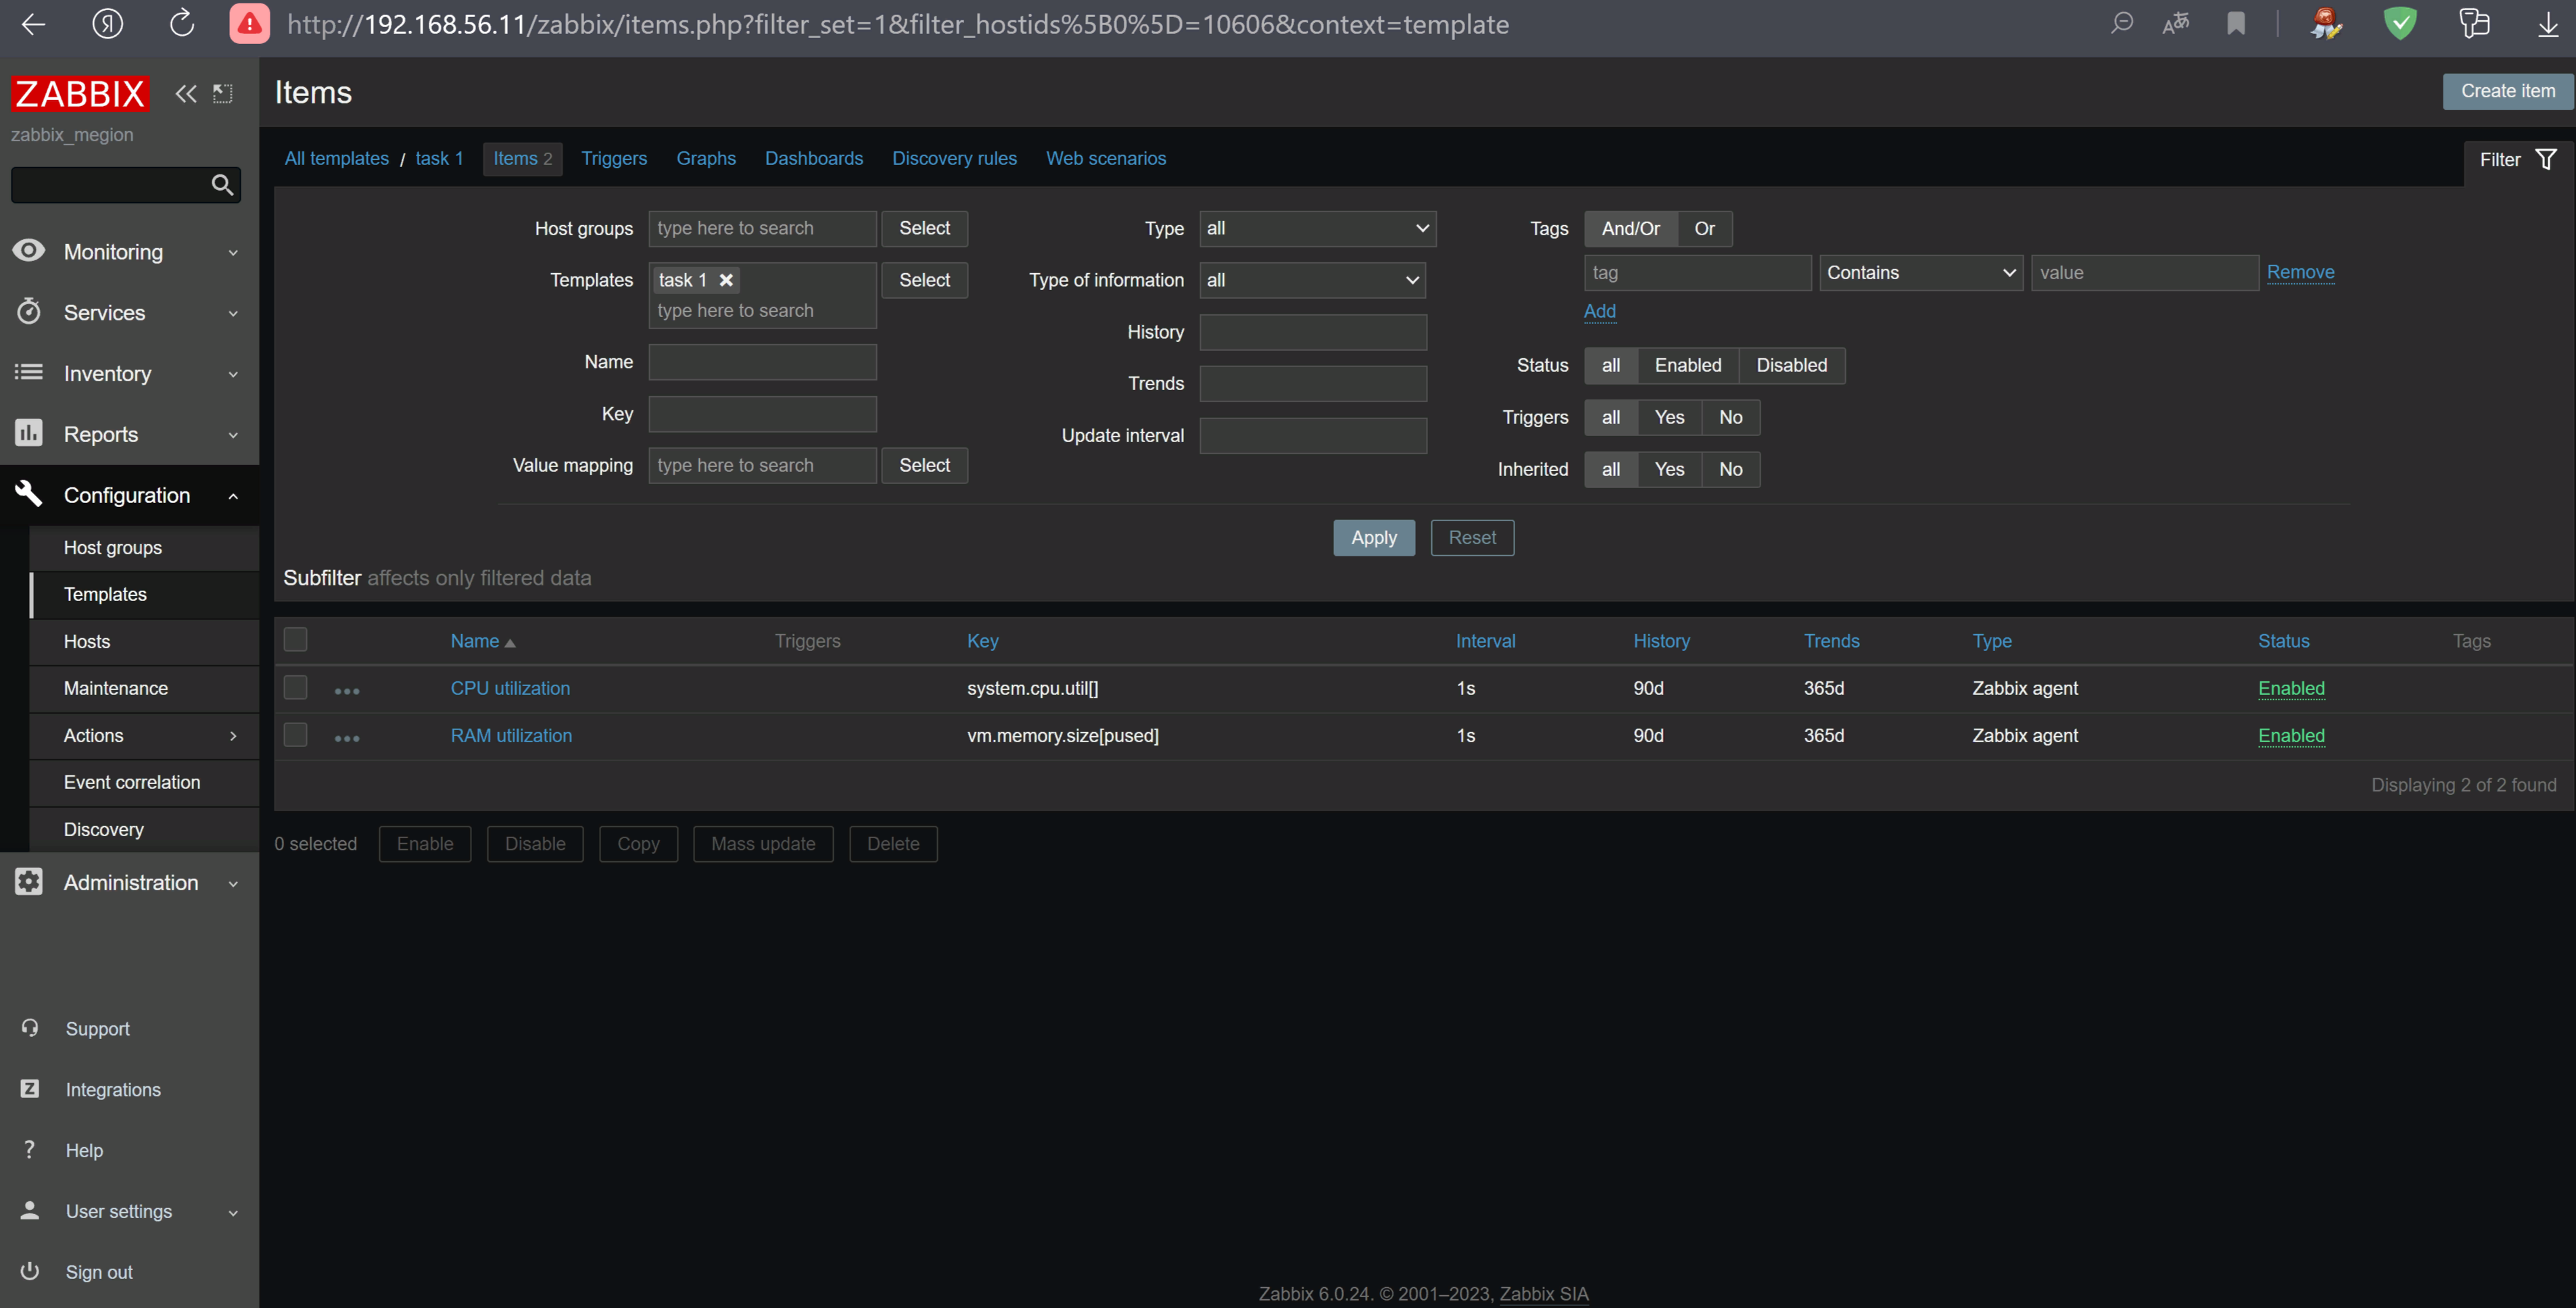 http://192.168.56.11/zabbix/items.php?filter_set=1&filter_hostids%5B0%5D=10606&context=template
ZABBIX
zabbix_megion
Monitoring
Services
Inventory
Reports
Configuration
Host groups
Templates
Hosts
Maintenance
Actions
Event correlation
Discovery
Administration
Support
Integrations
Help
User settings
Sign out
Items
Create item
All templates / task 1 Items 2 Triggers Graphs Dashboards Discovery rules Web scenarios
Filter
Host groups type here to search Select
Templates task 1 Select
type here to search
Name
Key
Value mapping type here to search Select
Type all
Type of information all
History
Trends
Update interval
Tags And/Or Or
tag Contains value Remove
Add
Status all Enabled Disabled
Triggers all Yes No
Inherited all Yes No
Apply Reset
Subfilter affects only filtered data
Name Triggers Key Interval History Trends Type Status Tags
CPU utilization system.cpu.util[] 1s 90d 365d Zabbix agent Enabled
RAM utilization vm.memory.size[pused] 1s 90d 365d Zabbix agent Enabled
Displaying 2 of 2 found
0 selected Enable Disable Copy Mass update Delete
Zabbix 6.0.24. © 2001–2023, Zabbix SIA